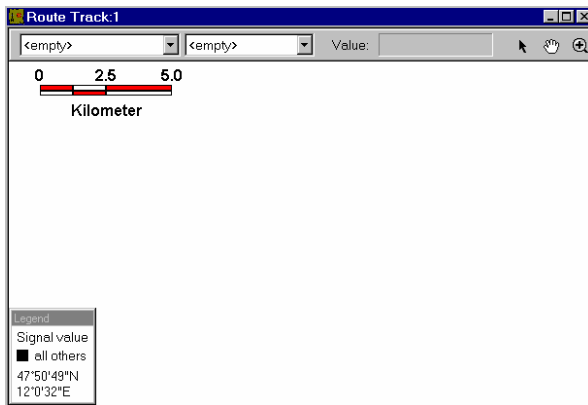 Route Track:1
<empty> <empty> Value:
0 2.5 5.0
Kilometer
Legend
Signal value
all others
47°50'49"N
12°0'32"E